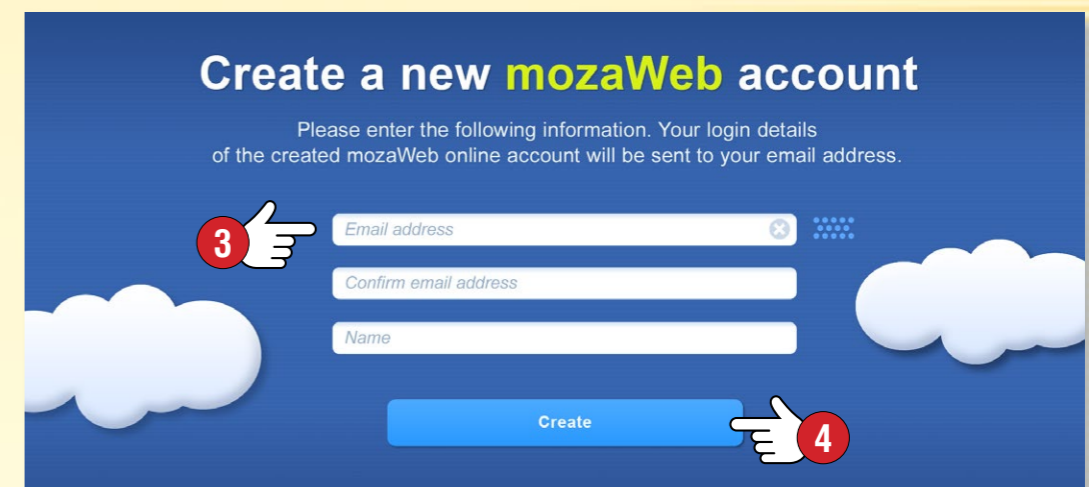 Create a new mozaWeb account
Please enter the following information. Your login details
of the created mozaWeb online account will be sent to your email address.
3
Email address
Confirm email address
Name
Create
4